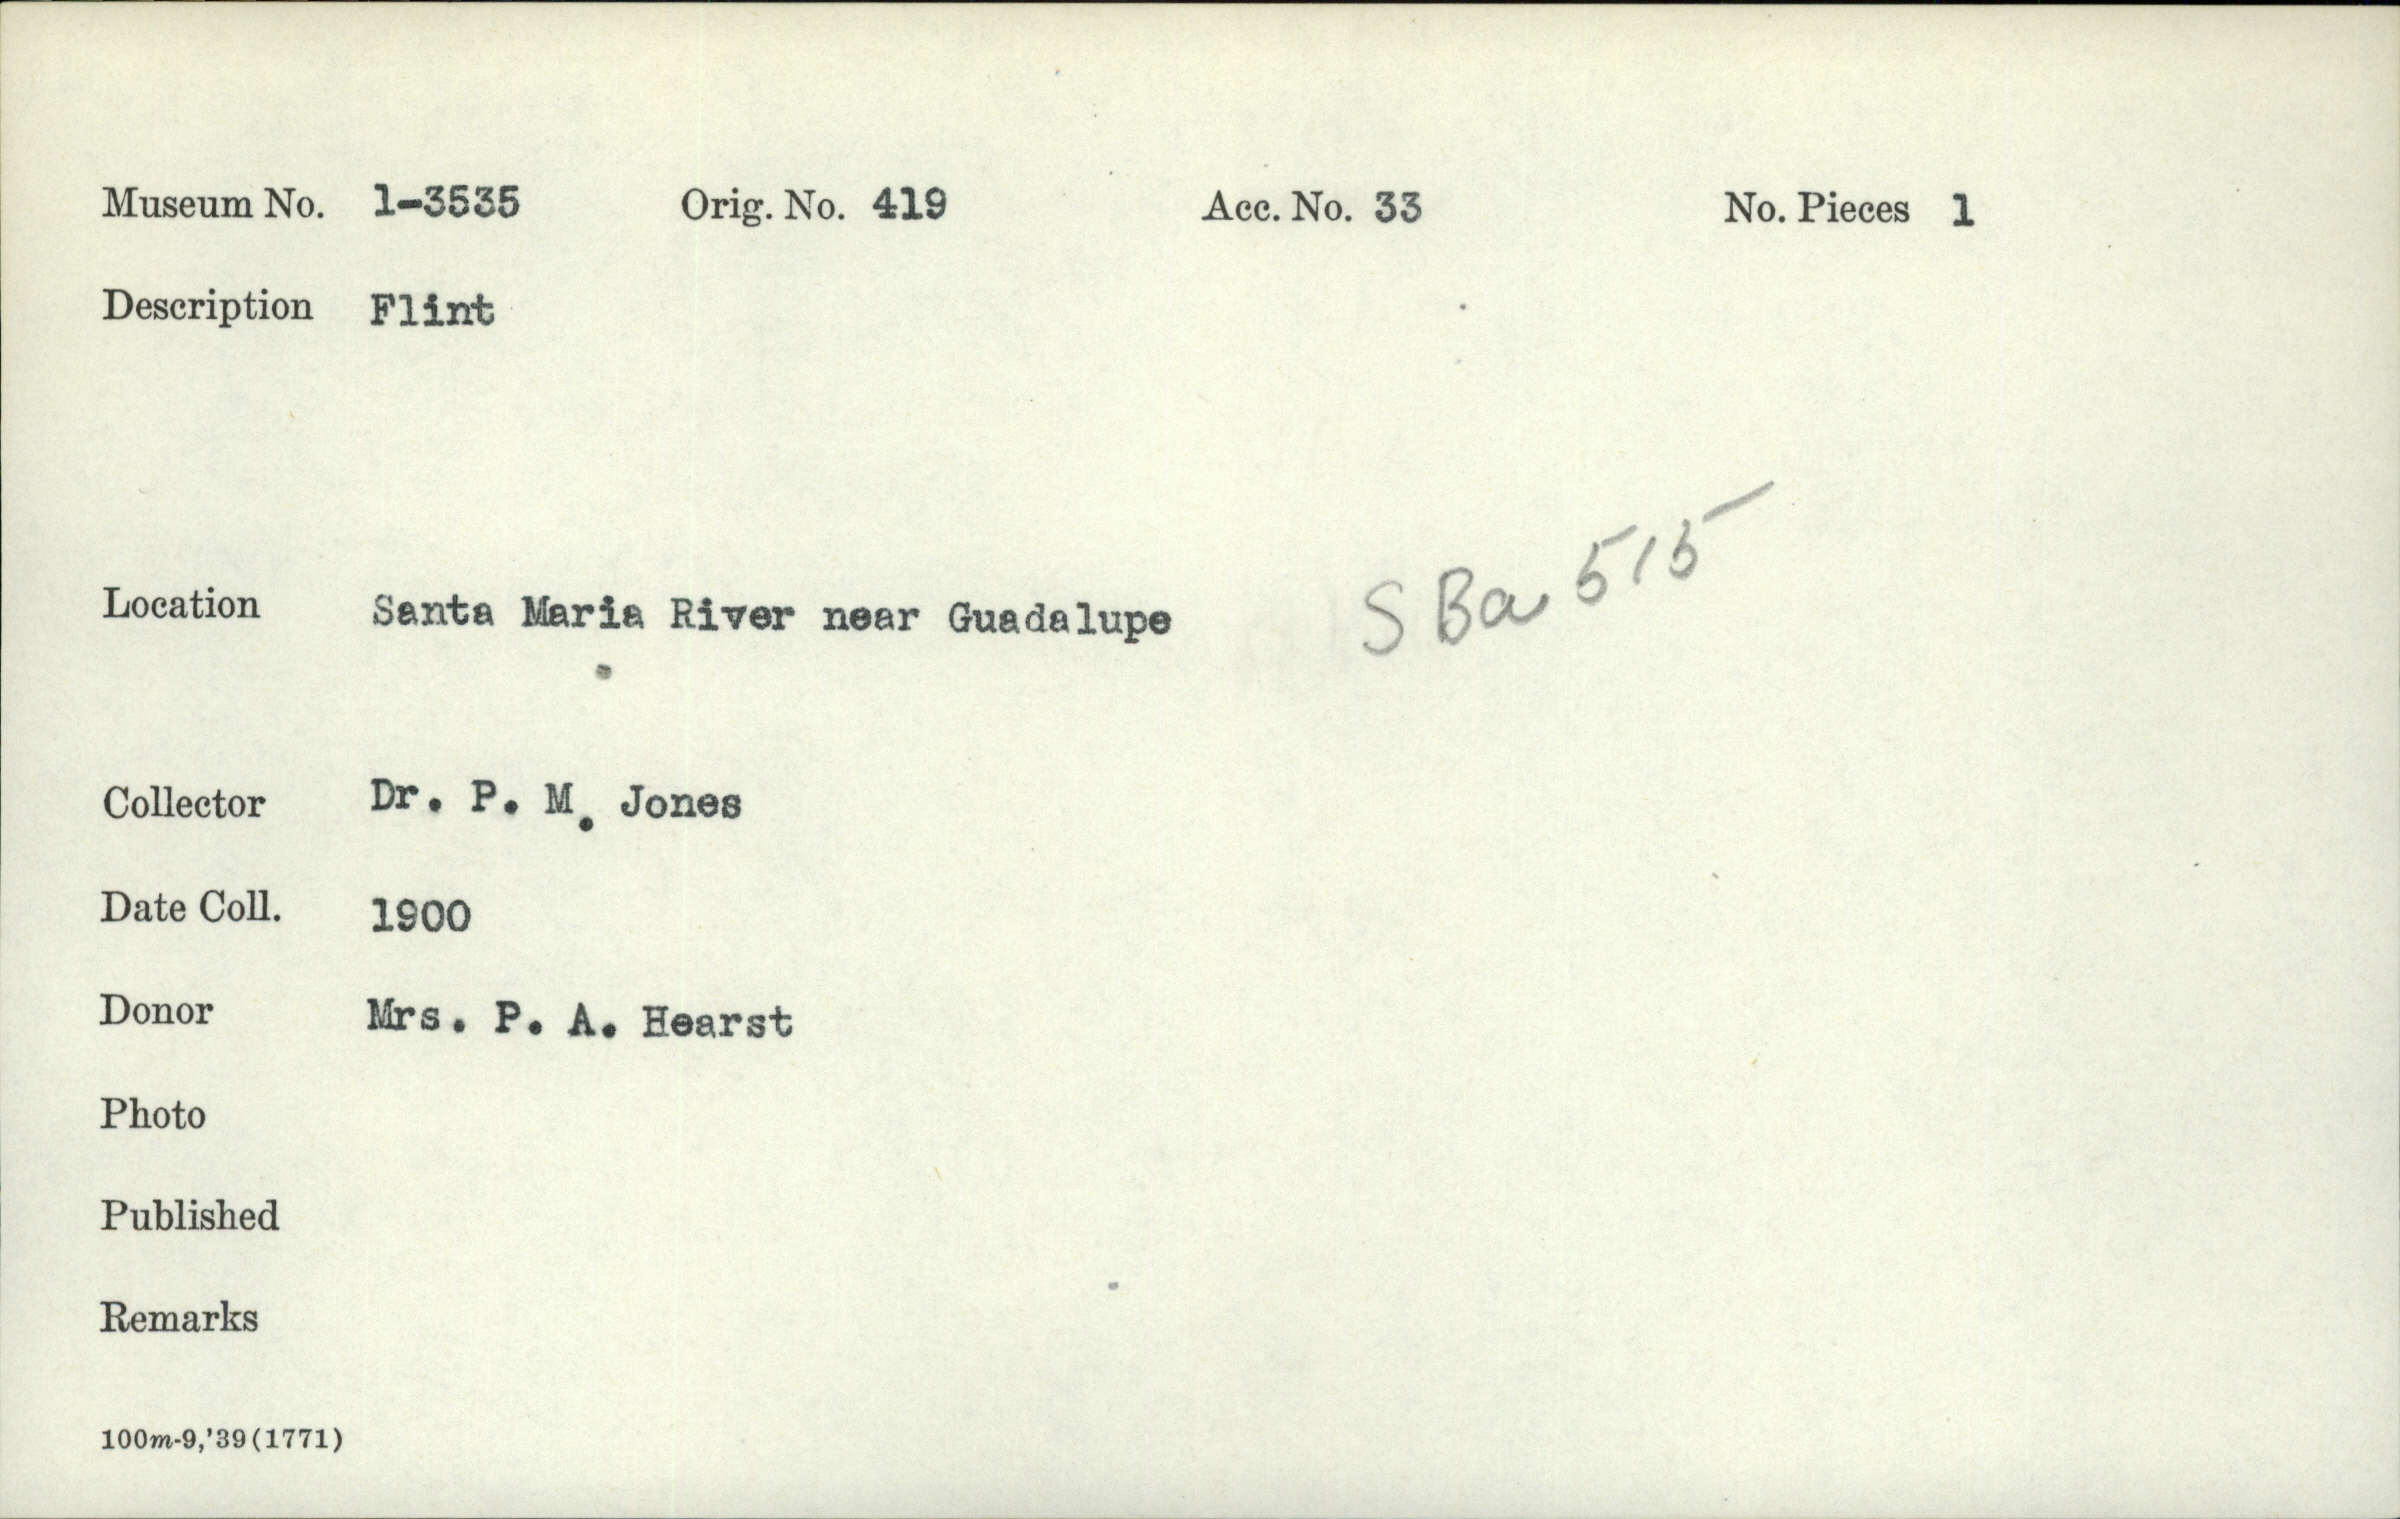 Museum No. 1-3535 Orig. No. 419 Acc. No. 33 No. Pieces 1
Description Flint
S Ba 515
Location Santa Maria River near Guadalupe
Collector Dr. P. M. Jones
Date Coll. 1900
Donor Mrs. P. A. Hearst
Photo
Published
Remarks
100m-9,'39(1771)